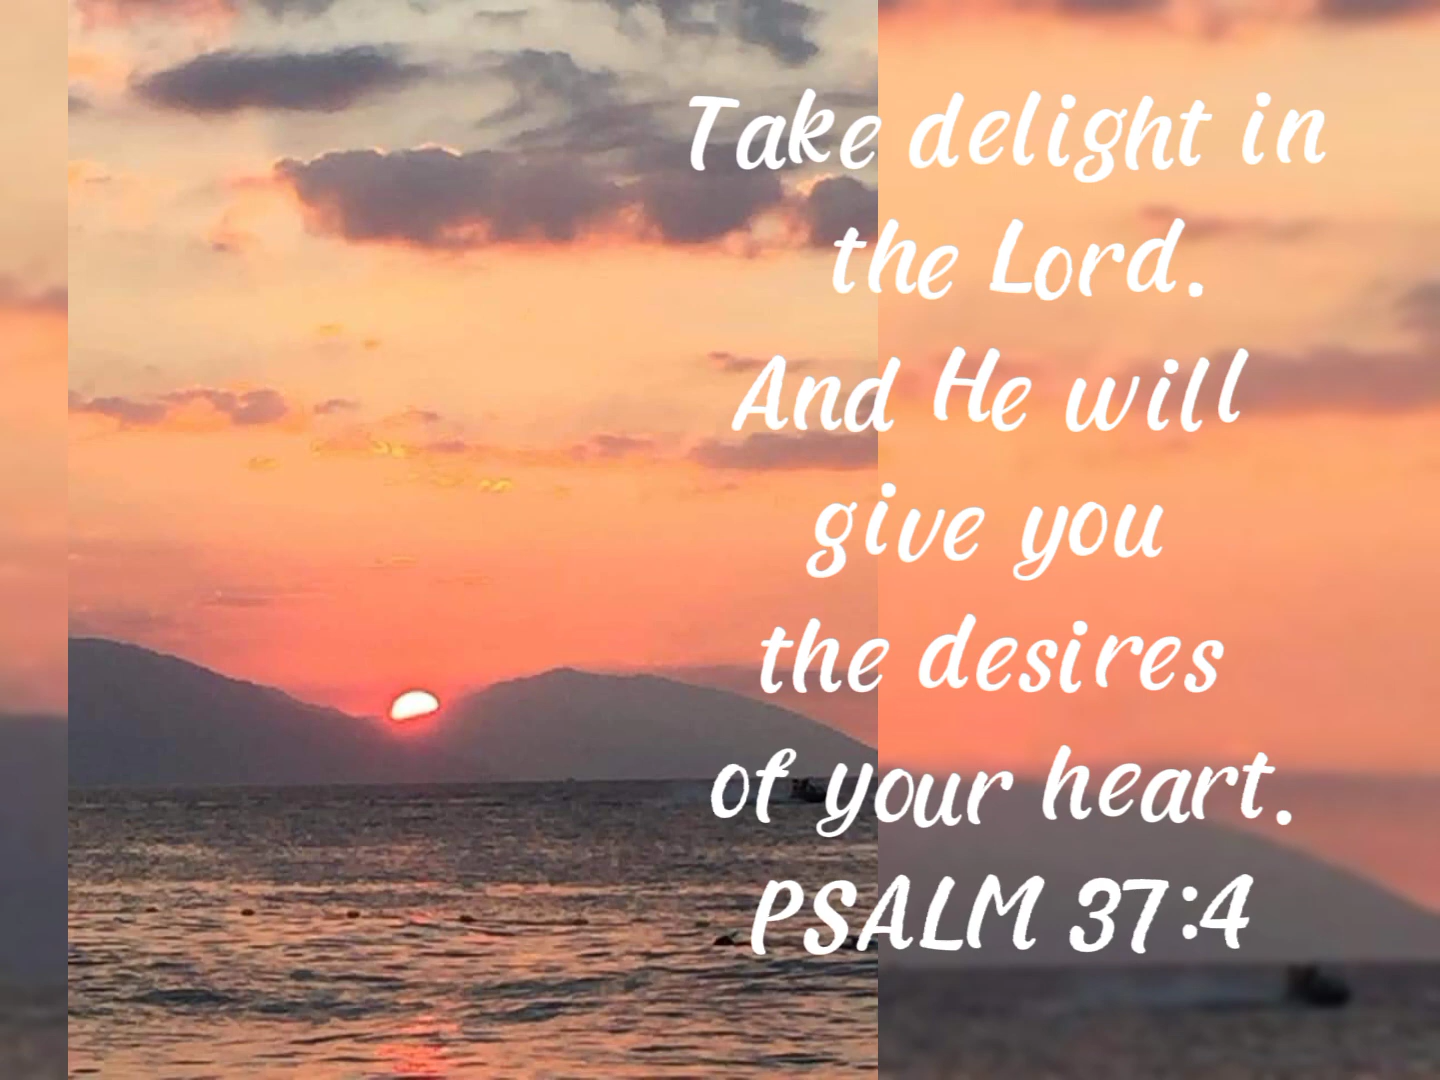 Take delight in
the Lord.
And He will
give you
the desires
of your heart.
PSALM 37:4